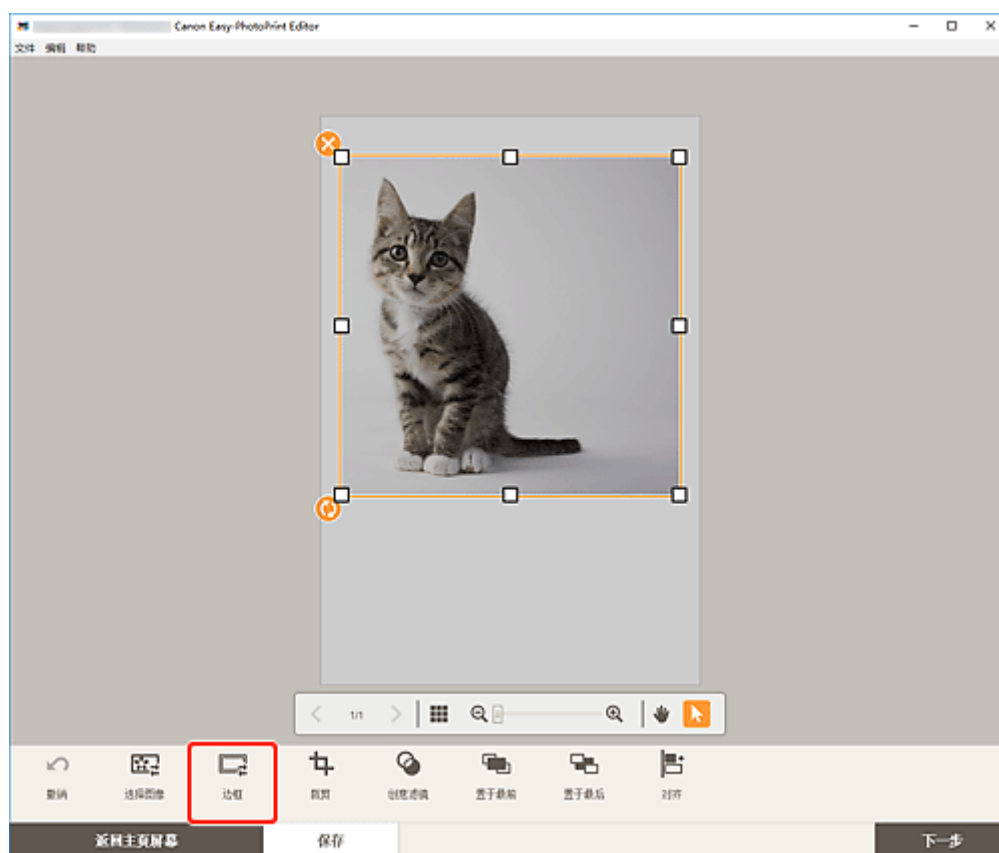 Canon Easy-PhotoPrint Editor
文件 编辑 帮助
1/1
撤销 选择图像 边框 裁剪 创意滤镜 置于最前 置于最后 对齐
返回主页屏幕 保存 下一步